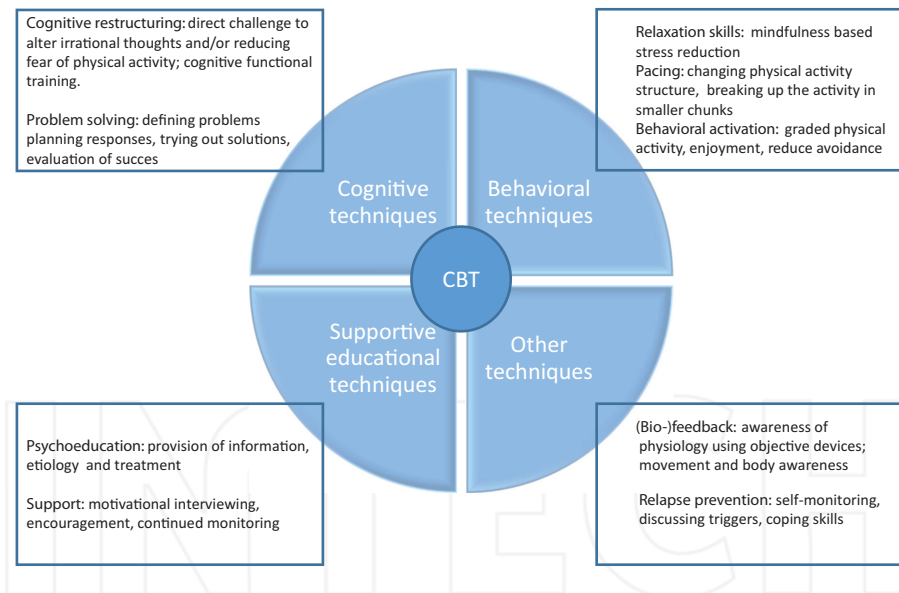 Cognitive restructuring: direct challenge to
alter irrational thoughts and/or reducing
fear of physical activity; cognitive functional
training.
Problem solving: defining problems
planning responses, trying out solutions,
evaluation of succes
Relaxation skills: mindfulness based
stress reduction
Pacing: changing physical activity
structure, breaking up the activity in
smaller chunks
Behavioral activation: graded physical
activity, enjoyment, reduce avoidance
Cognitive
techniques
Behavioral
techniques
CBT
Supportive
educational
techniques
Other
techniques
Psychoeducation: provision of information,
etiology and treatment
Support: motivational interviewing,
encouragement, continued monitoring
(Bio-)feedback: awareness of
physiology using objective devices;
movement and body awareness
Relapse prevention: self-monitoring,
discussing triggers, coping skills
INTECH